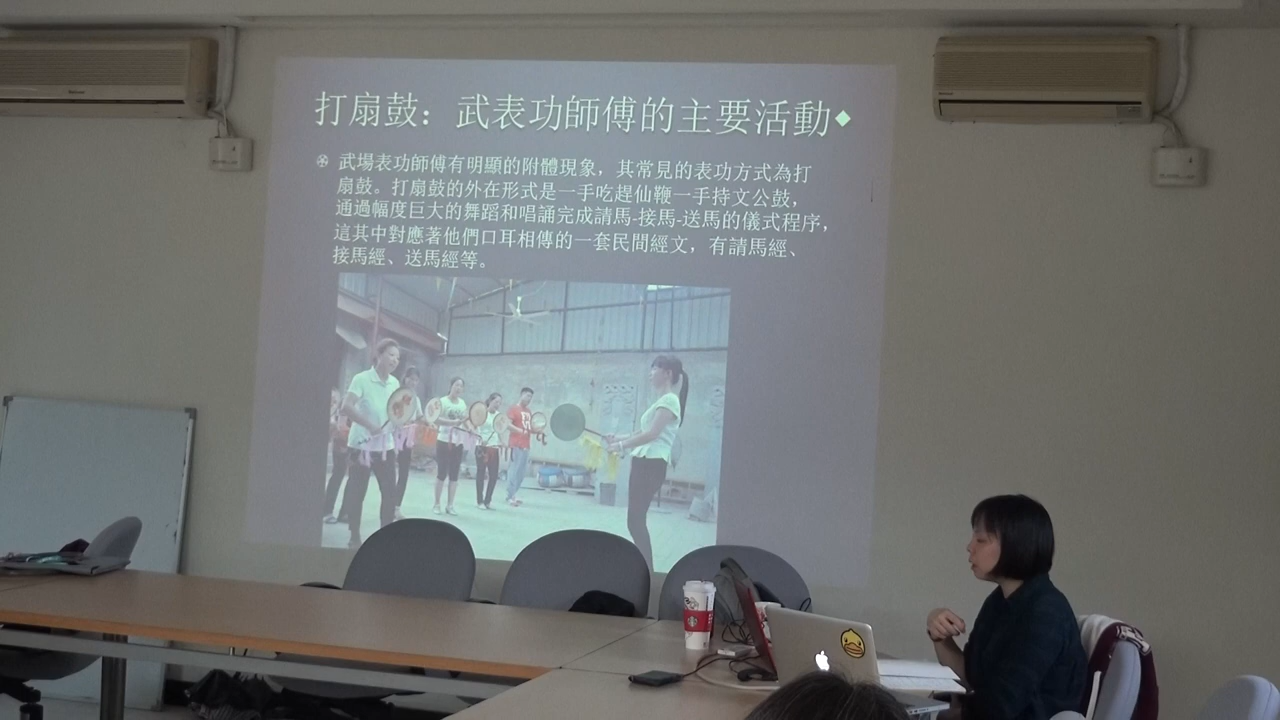 打扇鼓：武表功師傅的主要活動
武場表功師傅有明顯的附體現象，其常見的表功方式為打
扇鼓。打扇鼓的外在形式是一手吃趕仙鞭一手持文公鼓，
通過幅度巨大的舞蹈和唱誦完成請馬-接馬-送馬的儀式程序，
這其中對應著他們口耳相傳的一套民間經文，有請馬經、
接馬經、送馬經等。